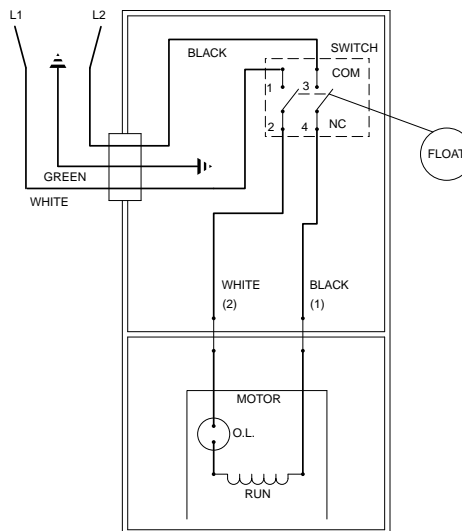 L1
L2
BLACK
SWITCH
COM
1
3
2
4
NC
FLOAT
GREEN
WHITE
WHITE
(2)
BLACK
(1)
MOTOR
O.L.
RUN